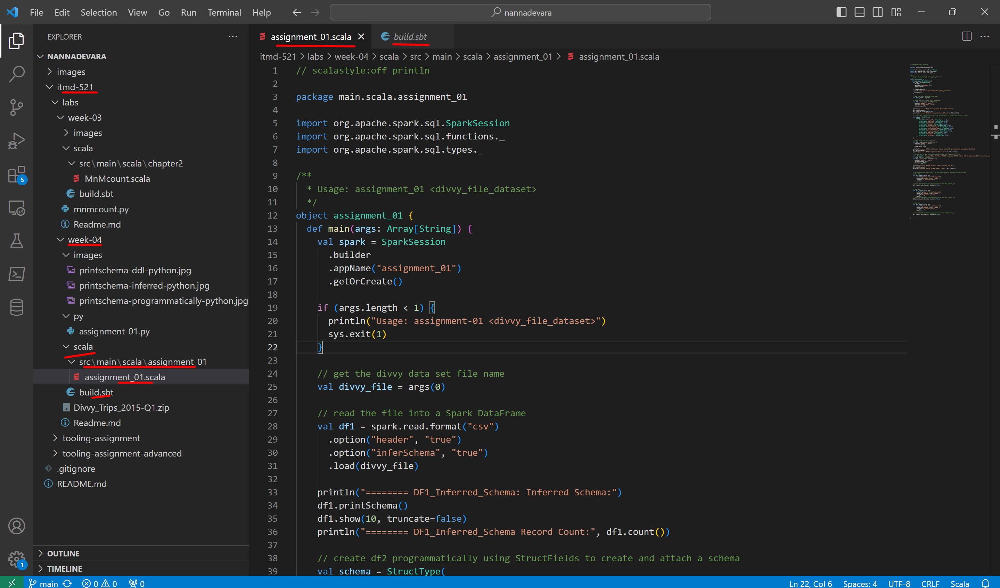 File Edit Selection View Go Run Terminal Help nannadevara
EXPLORER
NANNADEVARA
images
itmd-521
labs
week-03
images
scala
src\main\scala\chapter2
MnMcount.scala
build.sbt
mnmcount.py
Readme.md
week-04
images
printschema-ddl-python.jpg
printschema-inferred-python.jpg
printschema-programmatically-python.jpg
py
assignment-01.py
scala
src\main\scala\assignment_01
assignment_01.scala
build.sbt
Divvy_Trips_2015-Q1.zip
Readme.md
tooling-assignment
tooling-assignment-advanced
.gitignore
README.md
OUTLINE
TIMELINE
5
1
assignment_01.scala build.sbt
itmd-521 > labs > week-04 > scala > src > main > scala > assignment_01 > assignment_01.scala
1 // scalastyle:off println
2
3 package main.scala.assignment_01
4
5 import org.apache.spark.sql.SparkSession
6 import org.apache.spark.sql.functions._
7 import org.apache.spark.sql.types._
8
9 /**
10 * Usage: assignment_01 <divvy_file_dataset>
11 */
12 object assignment_01 {
13 def main(args: Array[String]) {
14 val spark = SparkSession
15 .builder
16 .appName("assignment_01")
17 .getOrCreate()
18
19 if (args.length < 1) {
20 println("Usage: assignment-01 <divvy_file_dataset>")
21 sys.exit(1)
22 }
23
24 // get the divvy data set file name
25 val divvy_file = args(0)
26
27 // read the file into a Spark DataFrame
28 val df1 = spark.read.format("csv")
29 .option("header", "true")
30 .option("inferSchema", "true")
31 .load(divvy_file)
32
33 println("======== DF1_Inferred_Schema: Inferred Schema:")
34 df1.printSchema()
35 df1.show(10, truncate=false)
36 println("======== DF1_Inferred_Schema Record Count:", df1.count())
37
38 // create df2 programmatically using StructFields to create and attach a schema
39 val schema = StructType(
main 0 0 0 Ln 22, Col 6 Spaces: 4 UTF-8 CRLF Scala